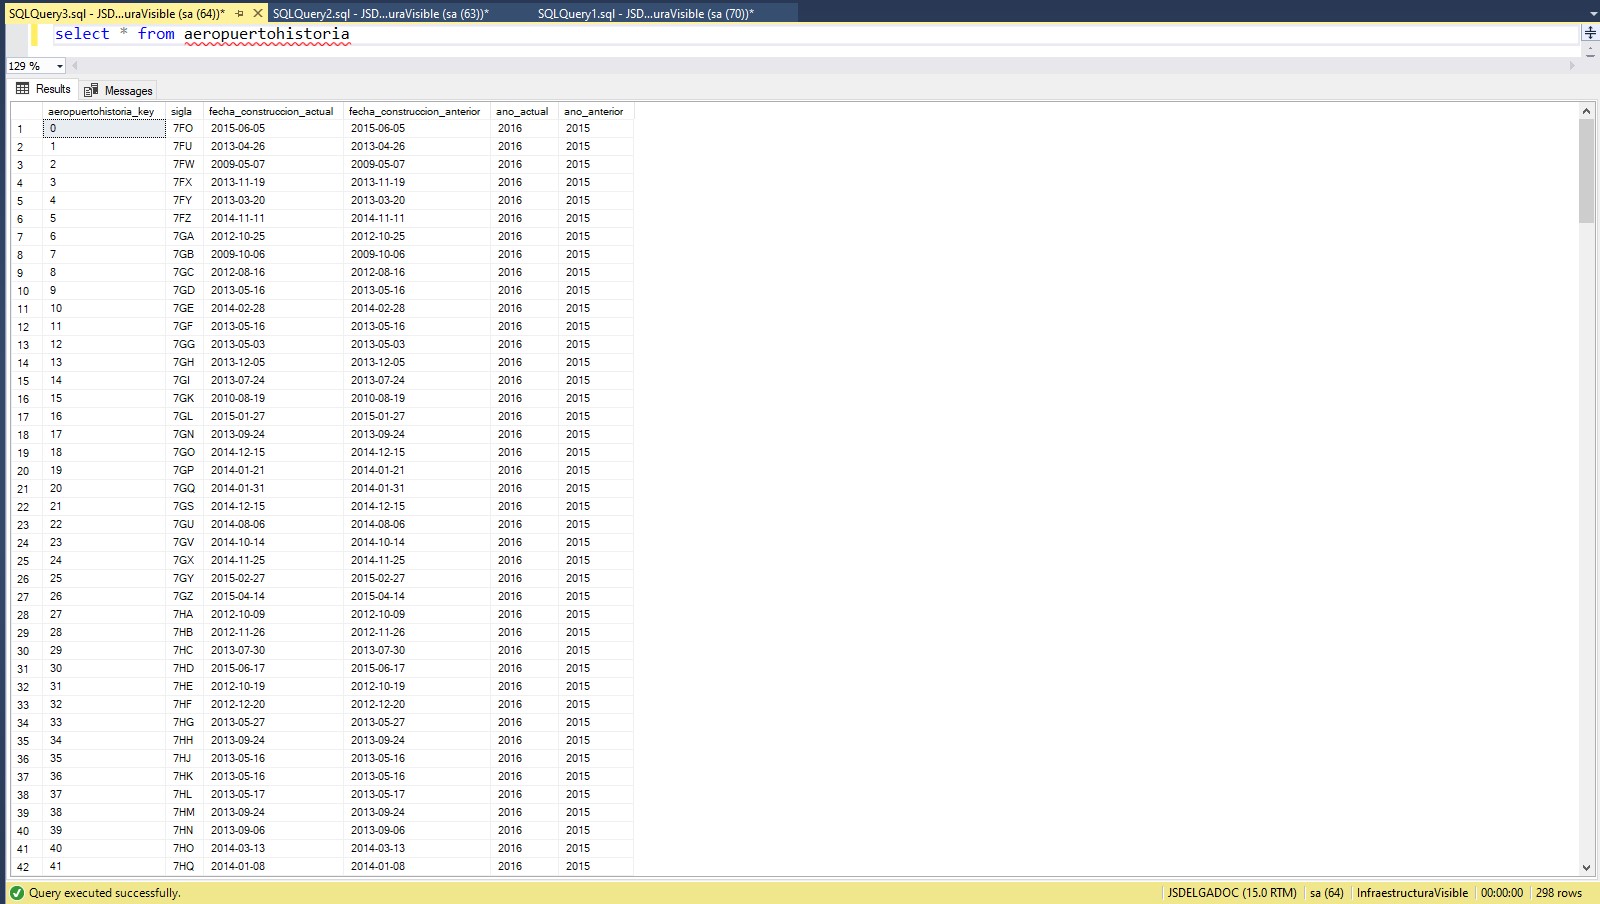 SQLQuery3.sql - JSD...uraVisible (sa (64))* SQLQuery2.sql - JSD...uraVisible (sa (63))* SQLQuery1.sql - JSD...uraVisible (sa (70))*
select * from aeropuertohistoria
129 %
Results Messages
aeropuertohistoria_key sigla fecha_construccion_actual fecha_construccion_anterior ano_actual ano_anterior
1 0 7FO 2015-06-05 2015-06-05 2016 2015
2 1 7FU 2013-04-26 2013-04-26 2016 2015
3 2 7FW 2009-05-07 2009-05-07 2016 2015
4 3 7FX 2013-11-19 2013-11-19 2016 2015
5 4 7FY 2013-03-20 2013-03-20 2016 2015
6 5 7FZ 2014-11-11 2014-11-11 2016 2015
7 6 7GA 2012-10-25 2012-10-25 2016 2015
8 7 7GB 2009-10-06 2009-10-06 2016 2015
9 8 7GC 2012-08-16 2012-08-16 2016 2015
10 9 7GD 2013-05-16 2013-05-16 2016 2015
11 10 7GE 2014-02-28 2014-02-28 2016 2015
12 11 7GF 2013-05-16 2013-05-16 2016 2015
13 12 7GG 2013-05-03 2013-05-03 2016 2015
14 13 7GH 2013-12-05 2013-12-05 2016 2015
15 14 7GI 2013-07-24 2013-07-24 2016 2015
16 15 7GK 2010-08-19 2010-08-19 2016 2015
17 16 7GL 2015-01-27 2015-01-27 2016 2015
18 17 7GN 2013-09-24 2013-09-24 2016 2015
19 18 7GO 2014-12-15 2014-12-15 2016 2015
20 19 7GP 2014-01-21 2014-01-21 2016 2015
21 20 7GQ 2014-01-31 2014-01-31 2016 2015
22 21 7GS 2014-12-15 2014-12-15 2016 2015
23 22 7GU 2014-08-06 2014-08-06 2016 2015
24 23 7GV 2014-10-14 2014-10-14 2016 2015
25 24 7GX 2014-11-25 2014-11-25 2016 2015
26 25 7GY 2015-02-27 2015-02-27 2016 2015
27 26 7GZ 2015-04-14 2015-04-14 2016 2015
28 27 7HA 2012-10-09 2012-10-09 2016 2015
29 28 7HB 2012-11-26 2012-11-26 2016 2015
30 29 7HC 2013-07-30 2013-07-30 2016 2015
31 30 7HD 2015-06-17 2015-06-17 2016 2015
32 31 7HE 2012-10-19 2012-10-19 2016 2015
33 32 7HF 2012-12-20 2012-12-20 2016 2015
34 33 7HG 2013-05-27 2013-05-27 2016 2015
35 34 7HH 2013-09-24 2013-09-24 2016 2015
36 35 7HJ 2013-05-16 2013-05-16 2016 2015
37 36 7HK 2013-05-16 2013-05-16 2016 2015
38 37 7HL 2013-05-17 2013-05-17 2016 2015
39 38 7HM 2013-09-24 2013-09-24 2016 2015
40 39 7HN 2013-09-06 2013-09-06 2016 2015
41 40 7HO 2014-03-13 2014-03-13 2016 2015
42 41 7HQ 2014-01-08 2014-01-08 2016 2015
Query executed successfully. JSDELGADOC (15.0 RTM) sa (64) InfraestructuraVisible 00:00:00 298 rows